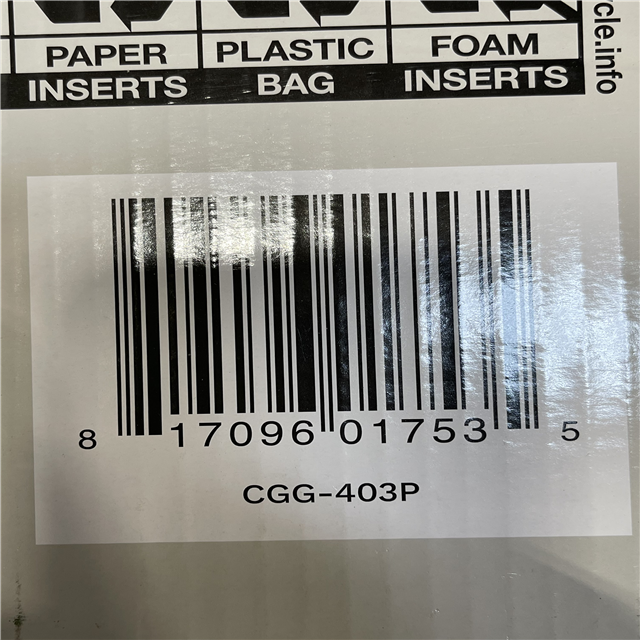 PAPER PLASTIC FOAM
INSERTS BAG INSERTS
cle.info
8 17096 01753 5
CGG-403P